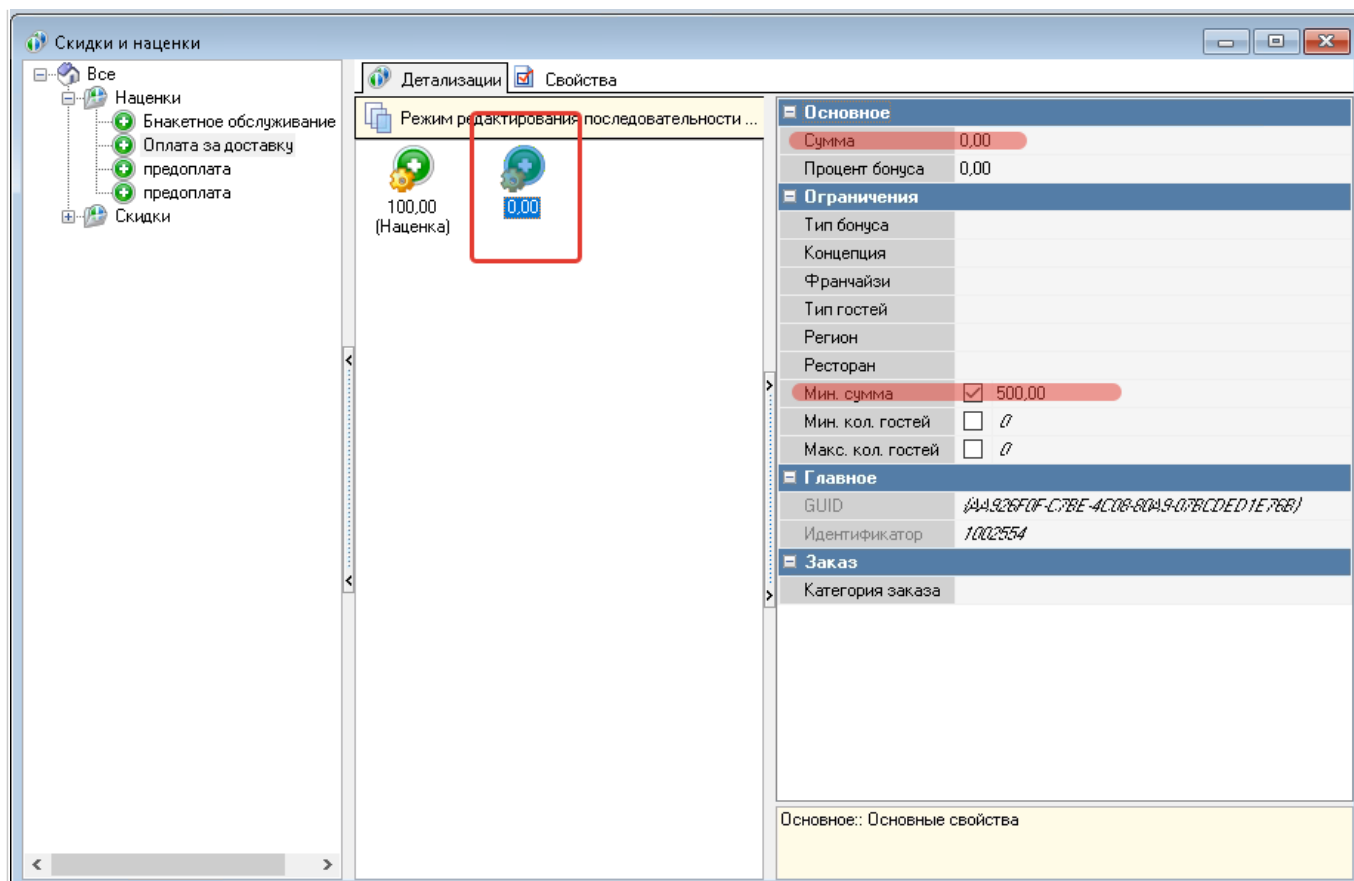 Скидки и наценки
Все
Наценки
Бнакетное обслуживание
Оплата за доставку
предоплата
предоплата
Скидки
Детализации
Свойства
Режим редактирования последовательности ...
100,00
(Наценка)
0,00
Основное
Сумма 0,00
Процент бонуса 0,00
Ограничения
Тип бонуса
Концепция
Франчайзи
Тип гостей
Регион
Ресторан
Мин. сумма 500,00
Мин. кол. гостей 0
Макс. кол. гостей 0
Главное
GUID {AA926F0F-C7BE-4C08-80A9-07BCDED1E76B}
Идентификатор 1002554
Заказ
Категория заказа
Основное:: Основные свойства